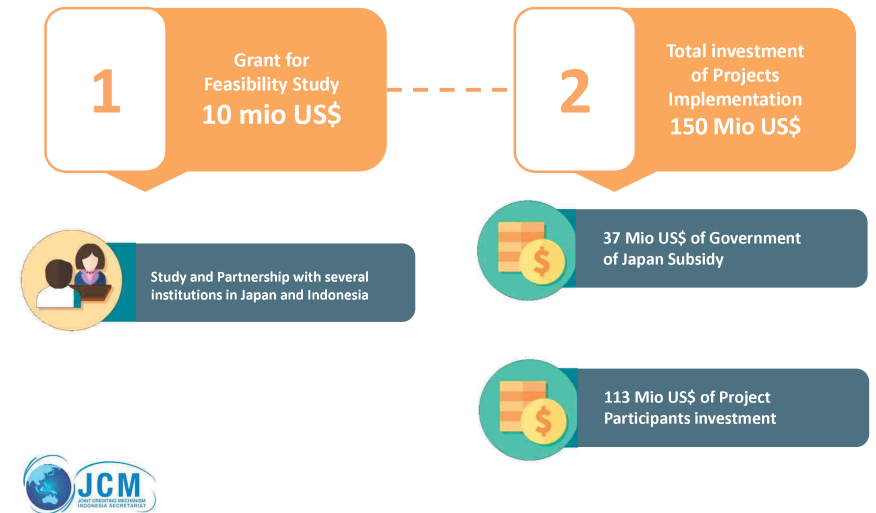 1
Grant for
Feasibility Study
10 mio US$
2
Total investment
of Projects
Implementation
150 Mio US$
Study and Partnership with several
institutions in Japan and Indonesia
37 Mio US$ of Government
of Japan Subsidy
113 Mio US$ of Project
Participants investment
JCM
JOINT CREDITING MECHANISM
INDONESIA SECRETARIAT